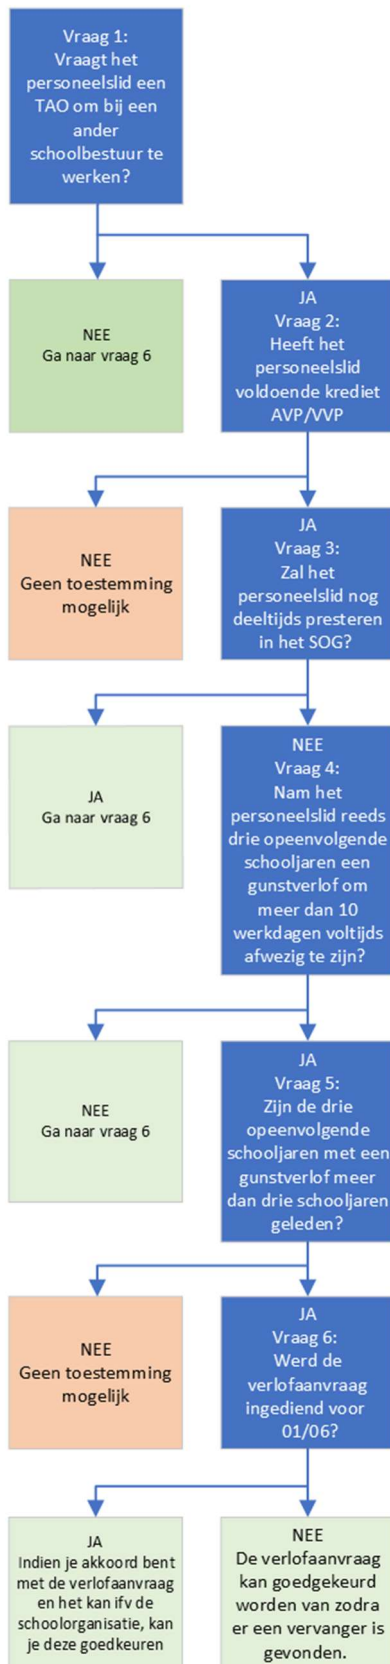 Vraag 1:
Vraagt het
personeelslid een
TAO om bij een
ander
schoolbestuur te
werken?
NEE
Ga naar vraag 6
JA
Vraag 2:
Heeft het
personeelslid
voldoende krediet
AVP/VVP
NEE
Geen toestemming
mogelijk
JA
Vraag 3:
Zal het
personeelslid nog
deeltijds presteren
in het SOG?
JA
Ga naar vraag 6
NEE
Vraag 4:
Nam het
personeelslid reeds
drie opeenvolgende
schooljaren een
gunstverlof om
meer dan 10
werkdagen voltijds
afwezig te zijn?
NEE
Ga naar vraag 6
JA
Vraag 5:
Zijn de drie
opeenvolgende
schooljaren met een
gunstverlof meer
dan drie schooljaren
geleden?
NEE
Geen toestemming
mogelijk
JA
Vraag 6:
Werd de
verlofaanvraag
ingediend voor
01/06?
JA
Indien je akkoord bent
met de verlofaanvraag
en het kan ifv de
schoolorganisatie, kan
je deze goedkeuren
NEE
De verlofaanvraag
kan goedgekeurd
worden van zodra
er een vervanger is
gevonden.